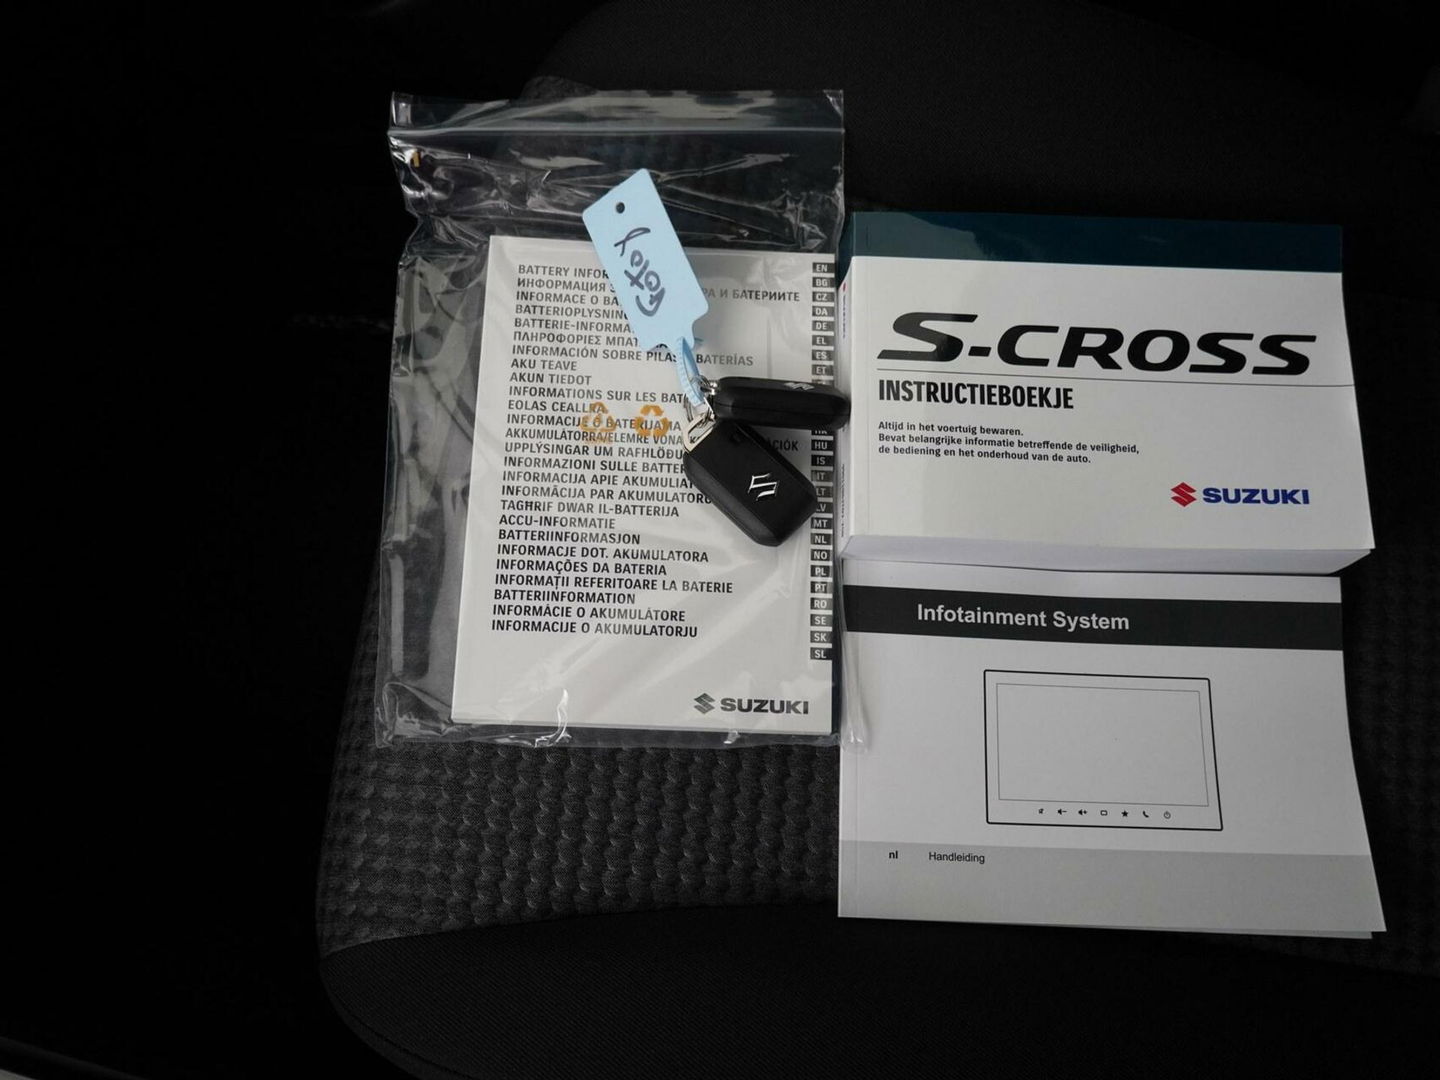 Foto y
BATTERY INFOR
ИНФОРМАЦИЯ З РА И БАТЕРИИТЕ
INFORMACE O BA
BATTERIOPLYSNING
BATTERIE-INFORMA
ΠΛΗΡΟΦΟΡΙΕΣ ΜΠΑΤ
INFORMACIÓN SOBRE PILAS BATERÍAS
AKU TEAVE
AKUN TIEDOT
INFORMATIONS SUR LES BAT
EOLAS CEALLRA
INFORMACIJE O BATERIJAMA
AKKUMULÁTORRA/ELEMRE VONA KOZÓ INFORMÁCIÓK
UPPLÝSINGAR UM RAFHLÖÐU
INFORMAZIONI SULLE BATTER
INFORMACIJA APIE AKUMULIAT
INFORMĀCIJA PAR AKUMULATORU
TAGĦRIF DWAR IL-BATTERIJA
ACCU-INFORMATIE
BATTERIINFORMASJON
INFORMACJE DOT. AKUMULATORA
INFORMAÇÕES DA BATERIA
INFORMAȚII REFERITOARE LA BATERIE
BATTERIINFORMATION
INFORMÁCIE O AKUMULÁTORE
INFORMACIJE O AKUMULATORJU
EN
BG
CZ
DA
DE
EL
ES
ET
HU
IS
IT
LT
LV
MT
NL
NO
PL
PT
RO
SE
SK
SL
SUZUKI
S-CROSS
INSTRUCTIEBOEKJE
Altijd in het voertuig bewaren.
Bevat belangrijke informatie betreffende de veiligheid,
de bediening en het onderhoud van de auto.
SUZUKI
Infotainment System
nl Handleiding